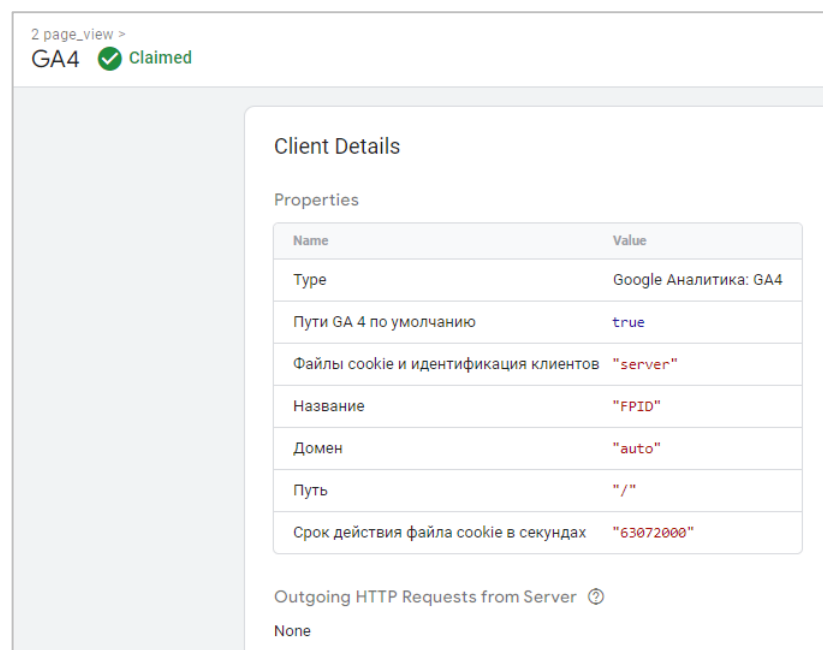 2 page_view >
GA4 Claimed
Client Details
Properties
Name Value
Type Google Аналитика: GA4
Пути GA 4 по умолчанию true
Файлы cookie и идентификация клиентов "server"
Название "FPID"
Домен "auto"
Путь "/"
Срок действия файла cookie в секундах "63072000"
Outgoing HTTP Requests from Server ?
None